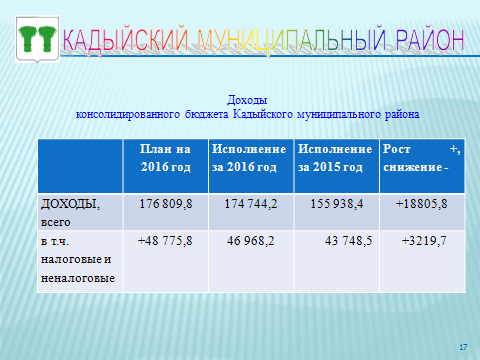 КАДЫЙСКИЙ МУНИЦИПАЛЬНЫЙ РАЙОН
Доходы
консолидированного бюджета Кадыйского муниципального района
План на 2016 год
Исполнение за 2016 год
Исполнение за 2015 год
Рост +, снижение -
ДОХОДЫ, всего
176 809,8
174 744,2
155 938,4
+18805,8
в т.ч. налоговые и неналоговые
+48 775,8
46 968,2
43 748,5
+3219,7
17